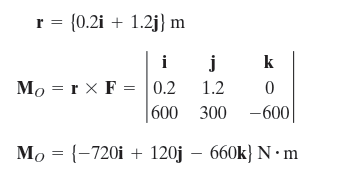 r = {0.2i + 1.2j} m
i j k
M_O = r × F = | 0.2 1.2 0 |
600 300 −600
M_O = {−720i + 120j − 660k} N·m